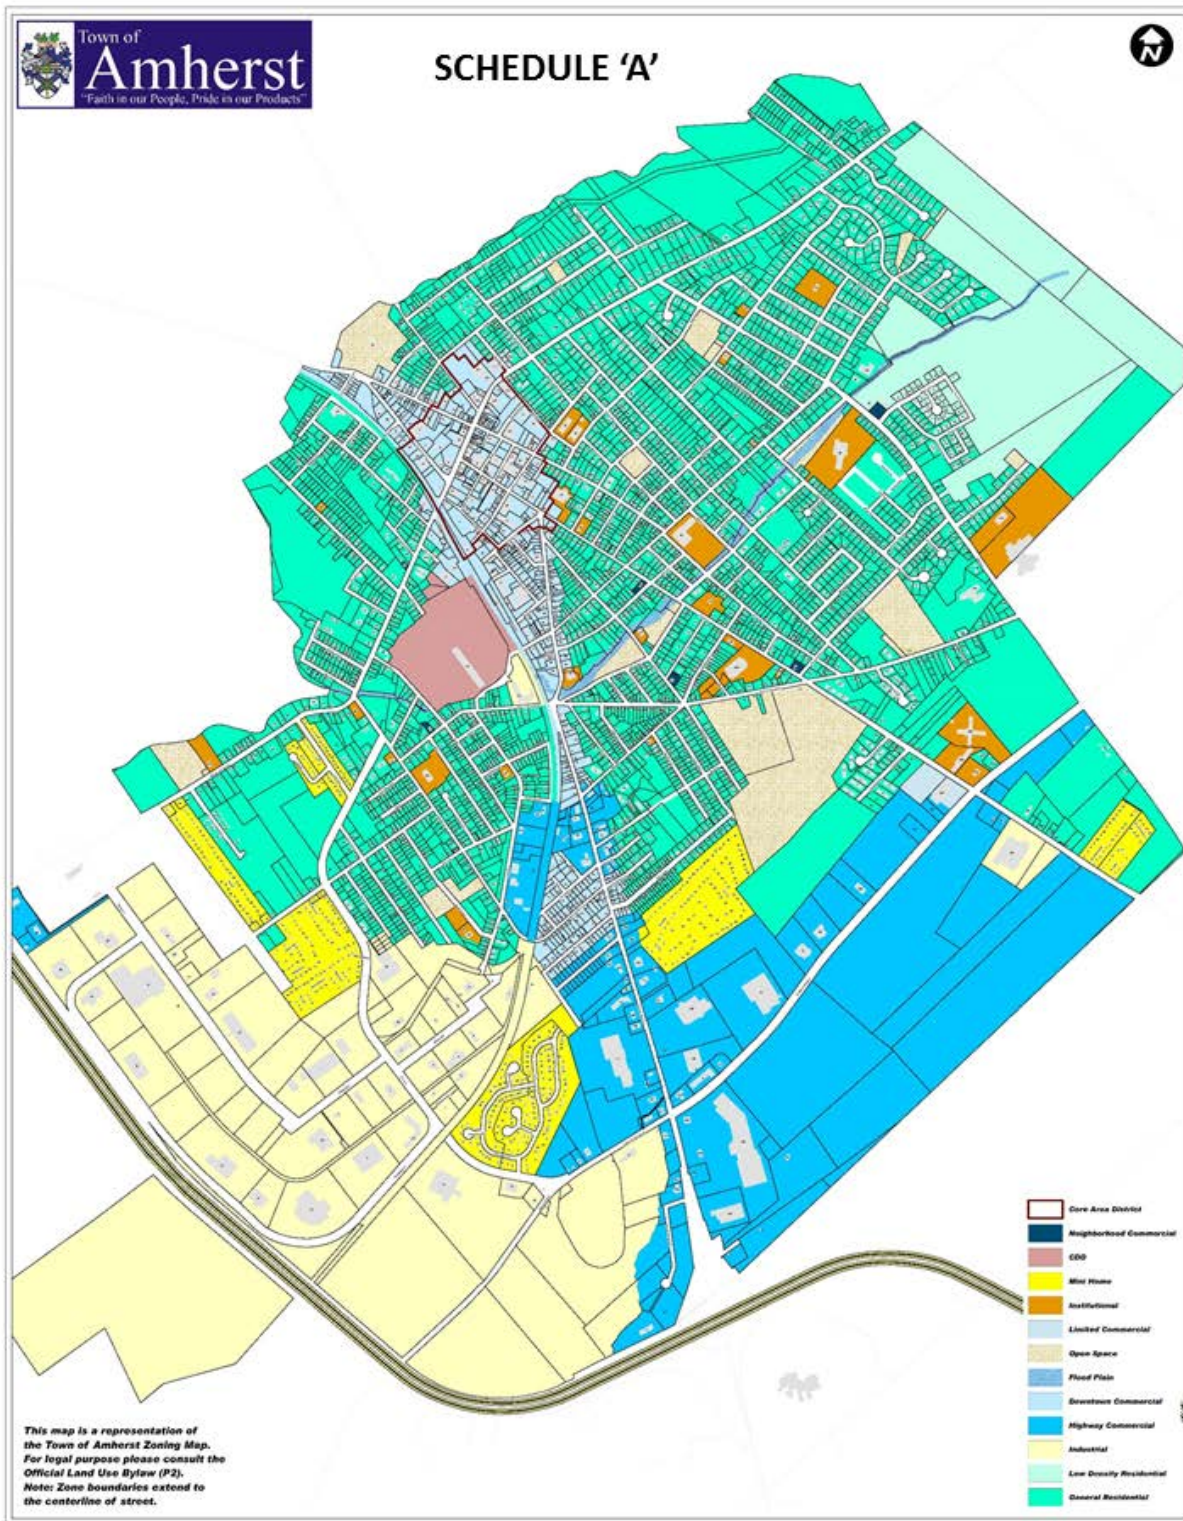 Town of
Amherst
"Faith in our People, Pride in our Products"
SCHEDULE ‘A’
N
Core Area District
Neighborhood Commercial
CDD
Mini Home
Institutional
Limited Commercial
Open Space
Flood Plain
Downtown Commercial
Highway Commercial
Industrial
Low Density Residential
General Residential
This map is a representation of
the Town of Amherst Zoning Map.
For legal purpose please consult the
Official Land Use Bylaw (P2).
Note: Zone boundaries extend to
the centerline of street.